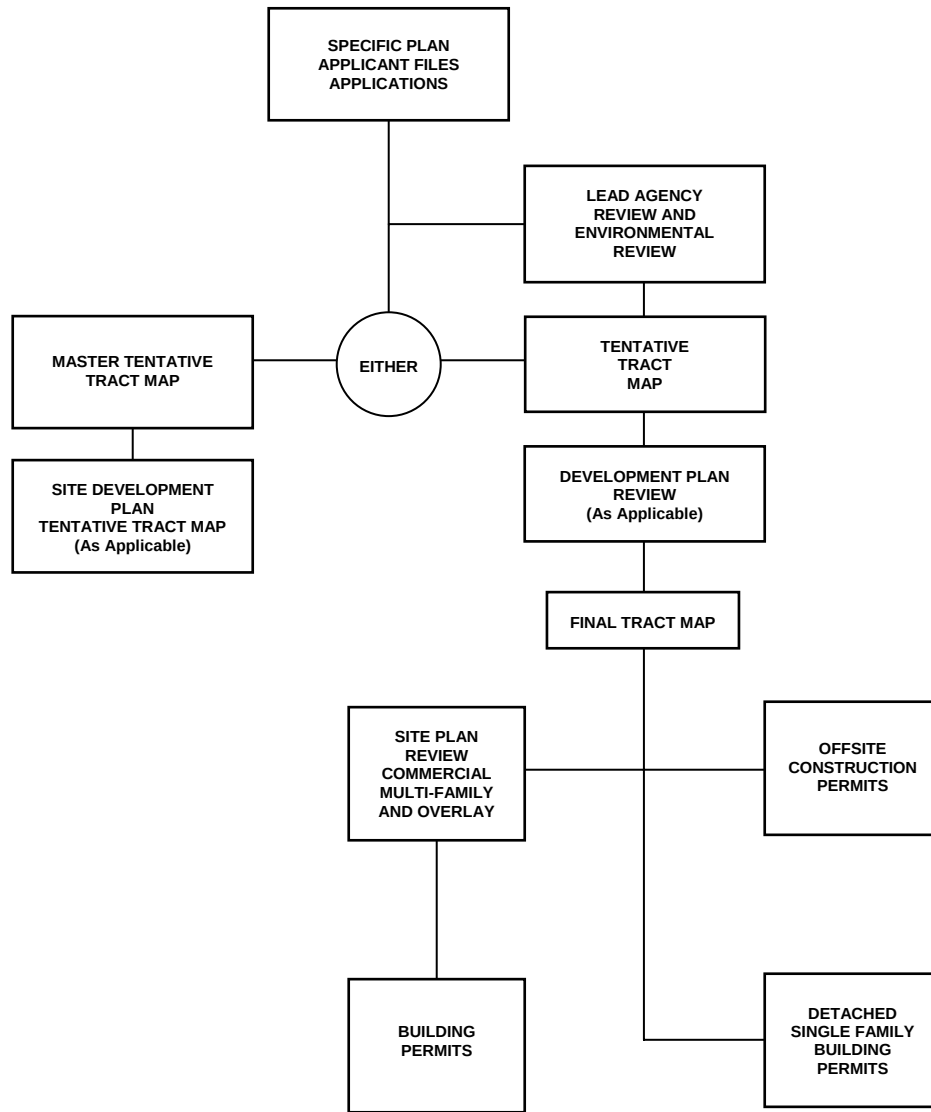 SPECIFIC PLAN
APPLICANT FILES
APPLICATIONS
LEAD AGENCY
REVIEW AND
ENVIRONMENTAL
REVIEW
MASTER TENTATIVE
TRACT MAP
EITHER
TENTATIVE
TRACT
MAP
SITE DEVELOPMENT
PLAN
TENTATIVE TRACT MAP
(As Applicable)
DEVELOPMENT PLAN
REVIEW
(As Applicable)
FINAL TRACT MAP
SITE PLAN
REVIEW
COMMERCIAL
MULTI-FAMILY
AND OVERLAY
OFFSITE
CONSTRUCTION
PERMITS
BUILDING
PERMITS
DETACHED
SINGLE FAMILY
BUILDING
PERMITS